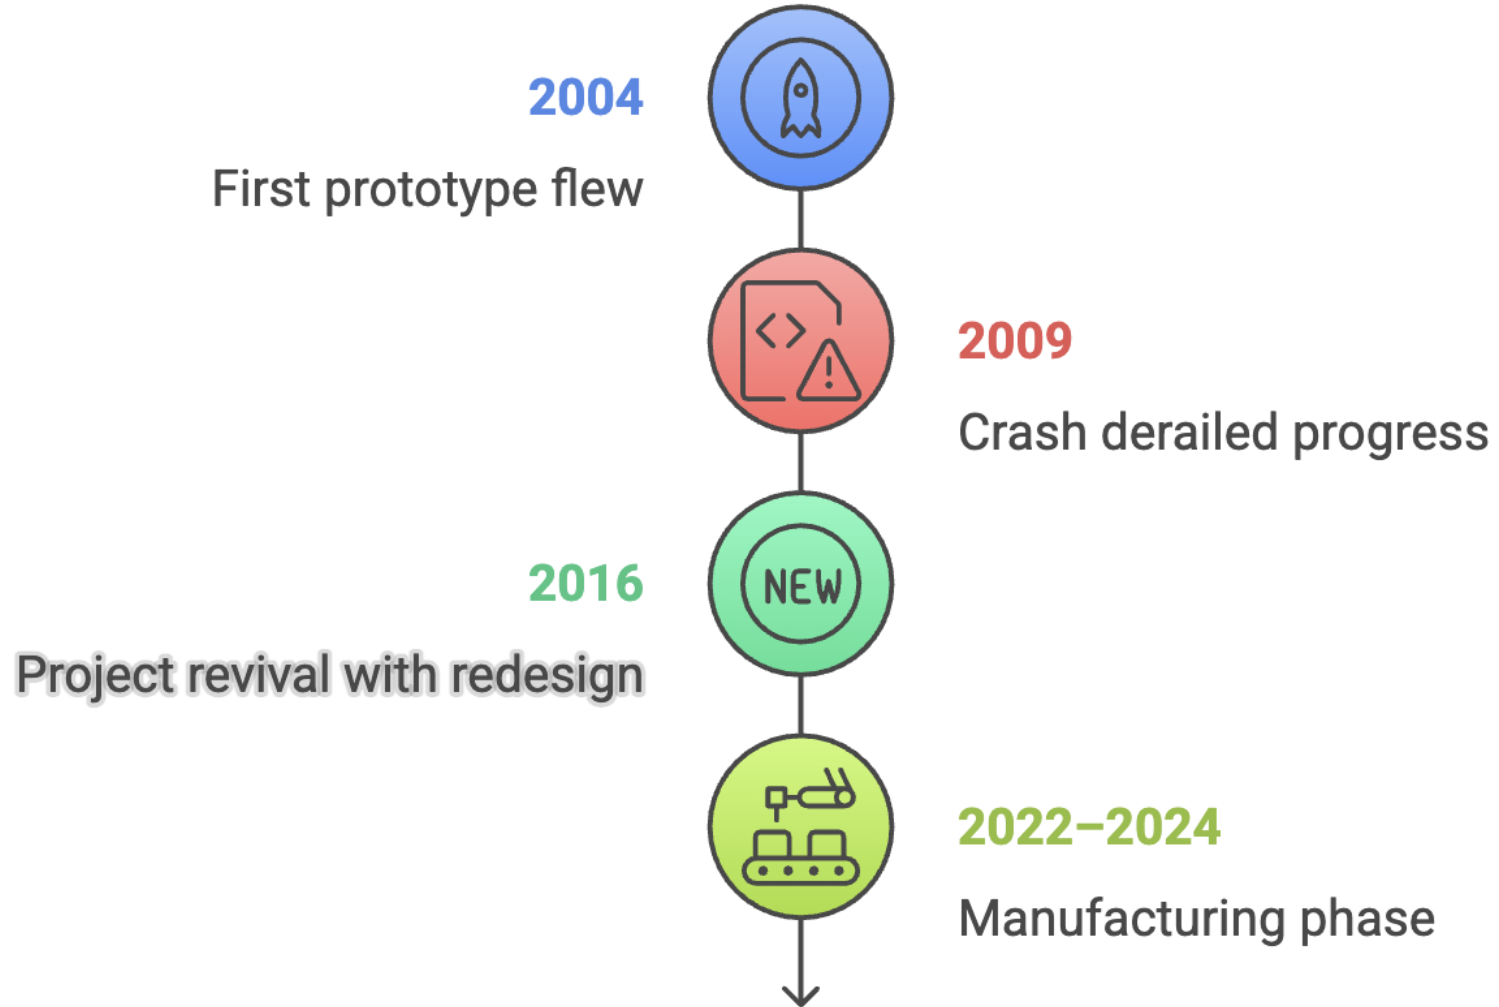 2004
First prototype flew
<>
!
2009
Crash derailed progress
2016
NEW
Project revival with redesign
2022–2024
Manufacturing phase